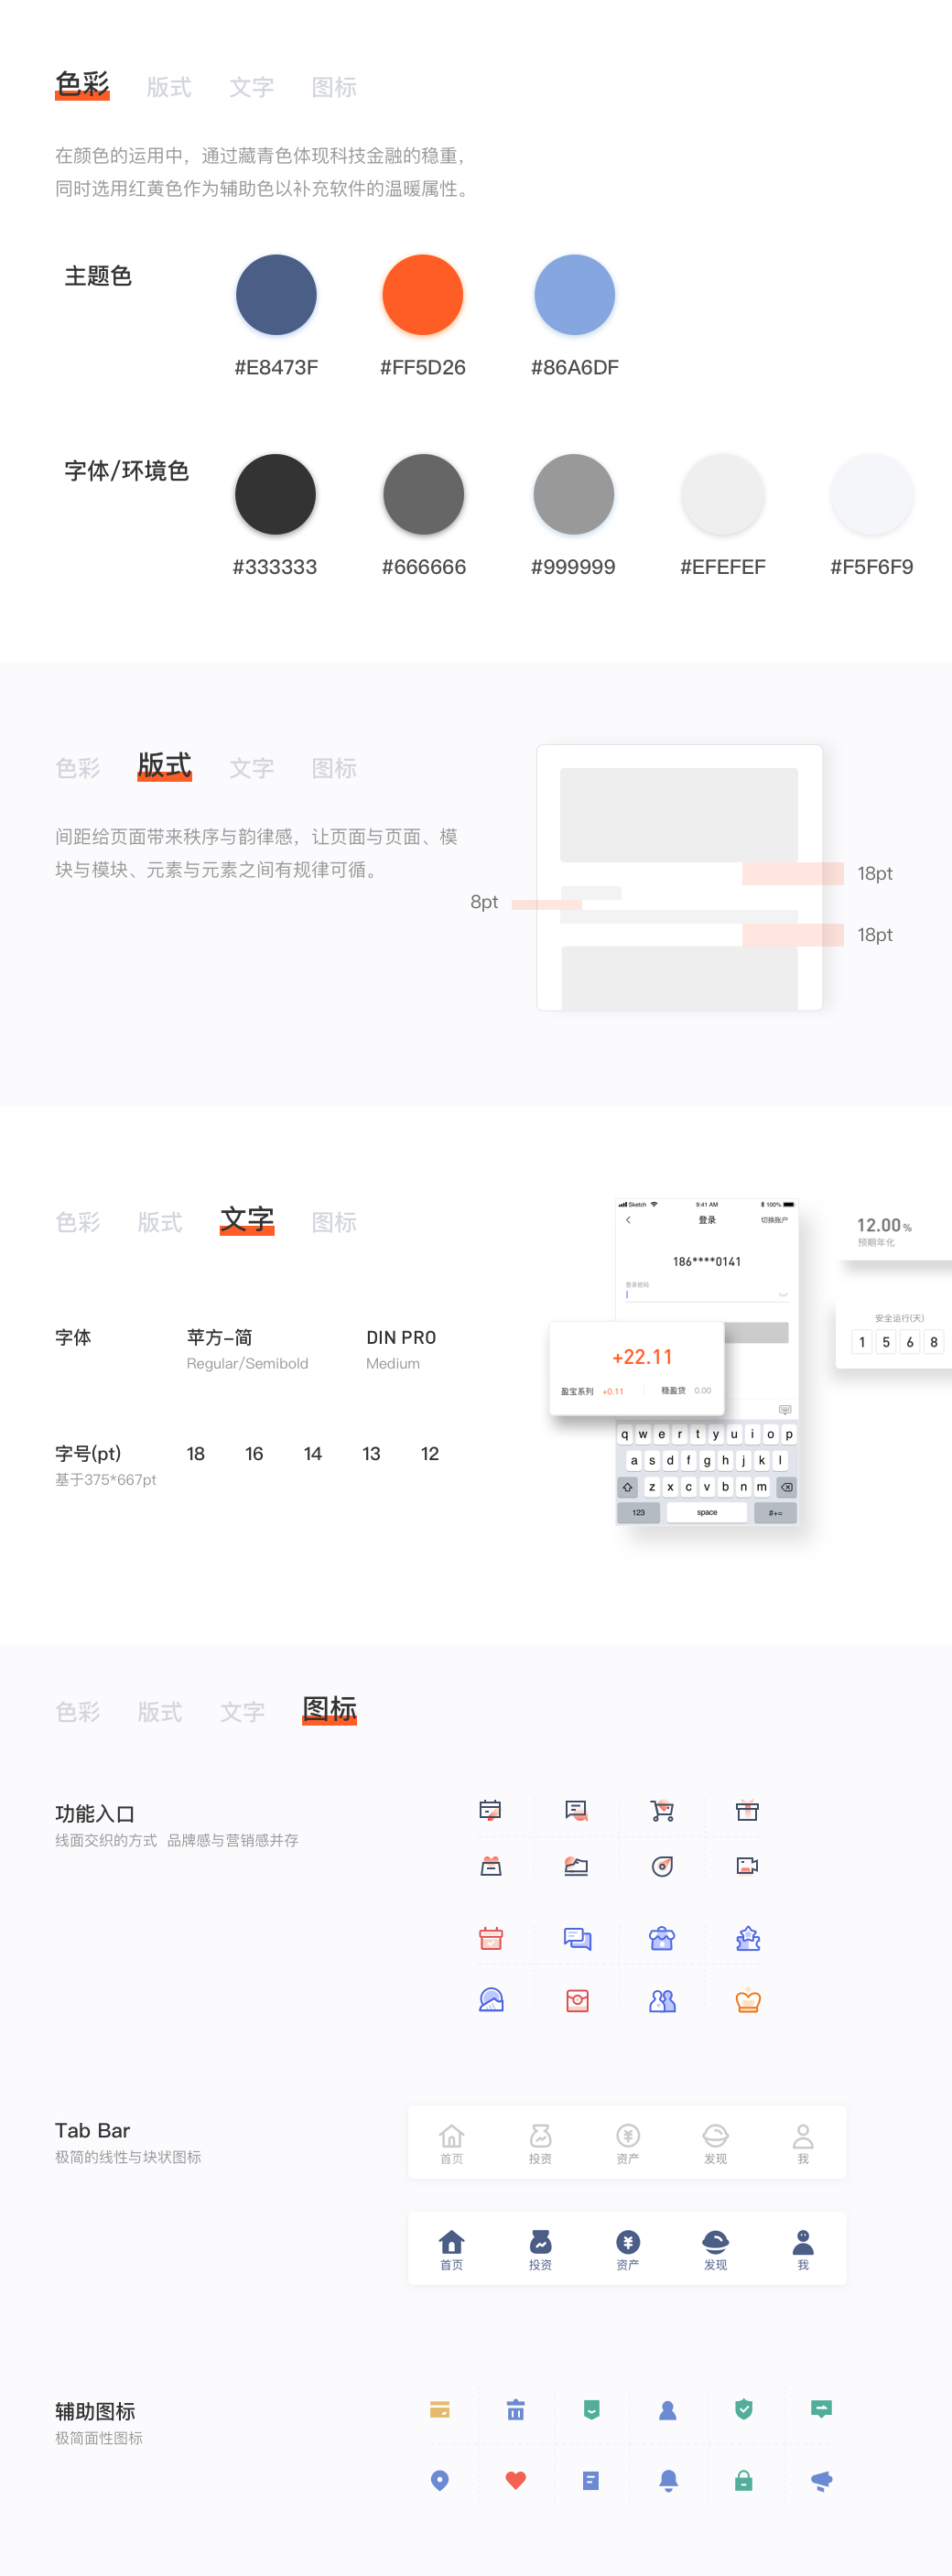 色彩 版式 文字 图标
在颜色的运用中，通过藏青色体现科技金融的稳重，
同时选用红黄色作为辅助色以补充软件的温暖属性。
主题色
#E8473F #FF5D26 #86A6DF
字体/环境色
#333333 #666666 #999999 #EFEFEF #F5F6F9
色彩 版式 文字 图标
间距给页面带来秩序与韵律感，让页面与页面、模
块与模块、元素与元素之间有规律可循。
18pt
8pt
18pt
色彩 版式 文字 图标
字体 苹方-简 DIN PRO
Regular/Semibold Medium
字号(pt) 18 16 14 13 12
基于375*667pt
Sketch 9:41 AM 100%
登录 切换账户
186****0141
登录密码
+22.11
盈宝系列 +0.11 稳盈贷 0.00
q w e r t y u i o p
a s d f g h j k l
z x c v b n m
123 space #+=
12.00%
预期年化
安全运行(天)
1 5 6 8
色彩 版式 文字 图标
功能入口
线面交织的方式 品牌感与营销感并存
Tab Bar
极简的线性与块状图标
首页 投资 资产 发现 我
首页 投资 资产 发现 我
辅助图标
极简面性图标